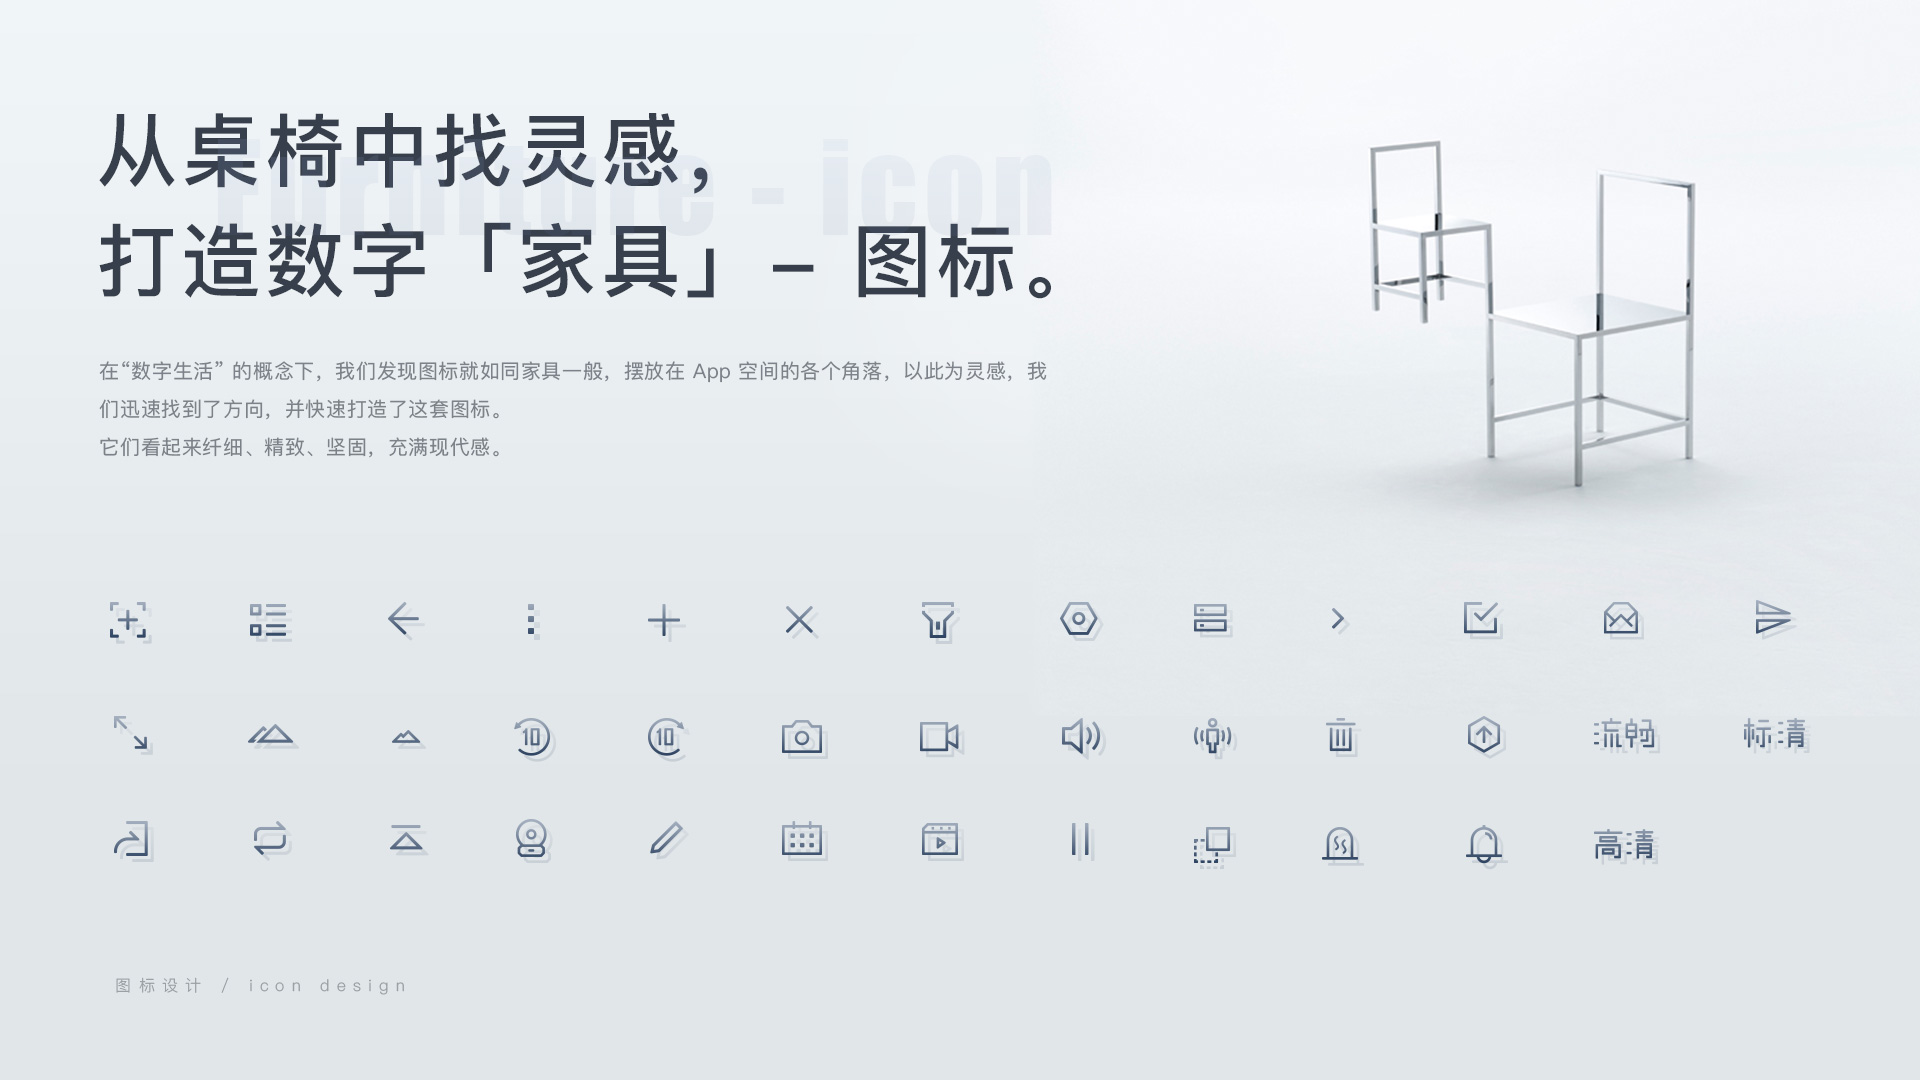 从桌椅中找灵感，
Furniture - icon
打造数字「家具」– 图标。
在“数字生活” 的概念下，我们发现图标就如同家具一般，摆放在 App 空间的各个角落，以此为灵感，我
们迅速找到了方向，并快速打造了这套图标。
它们看起来纤细、精致、坚固，充满现代感。
10
10
流畅
标清
高清
图标设计 / icon design